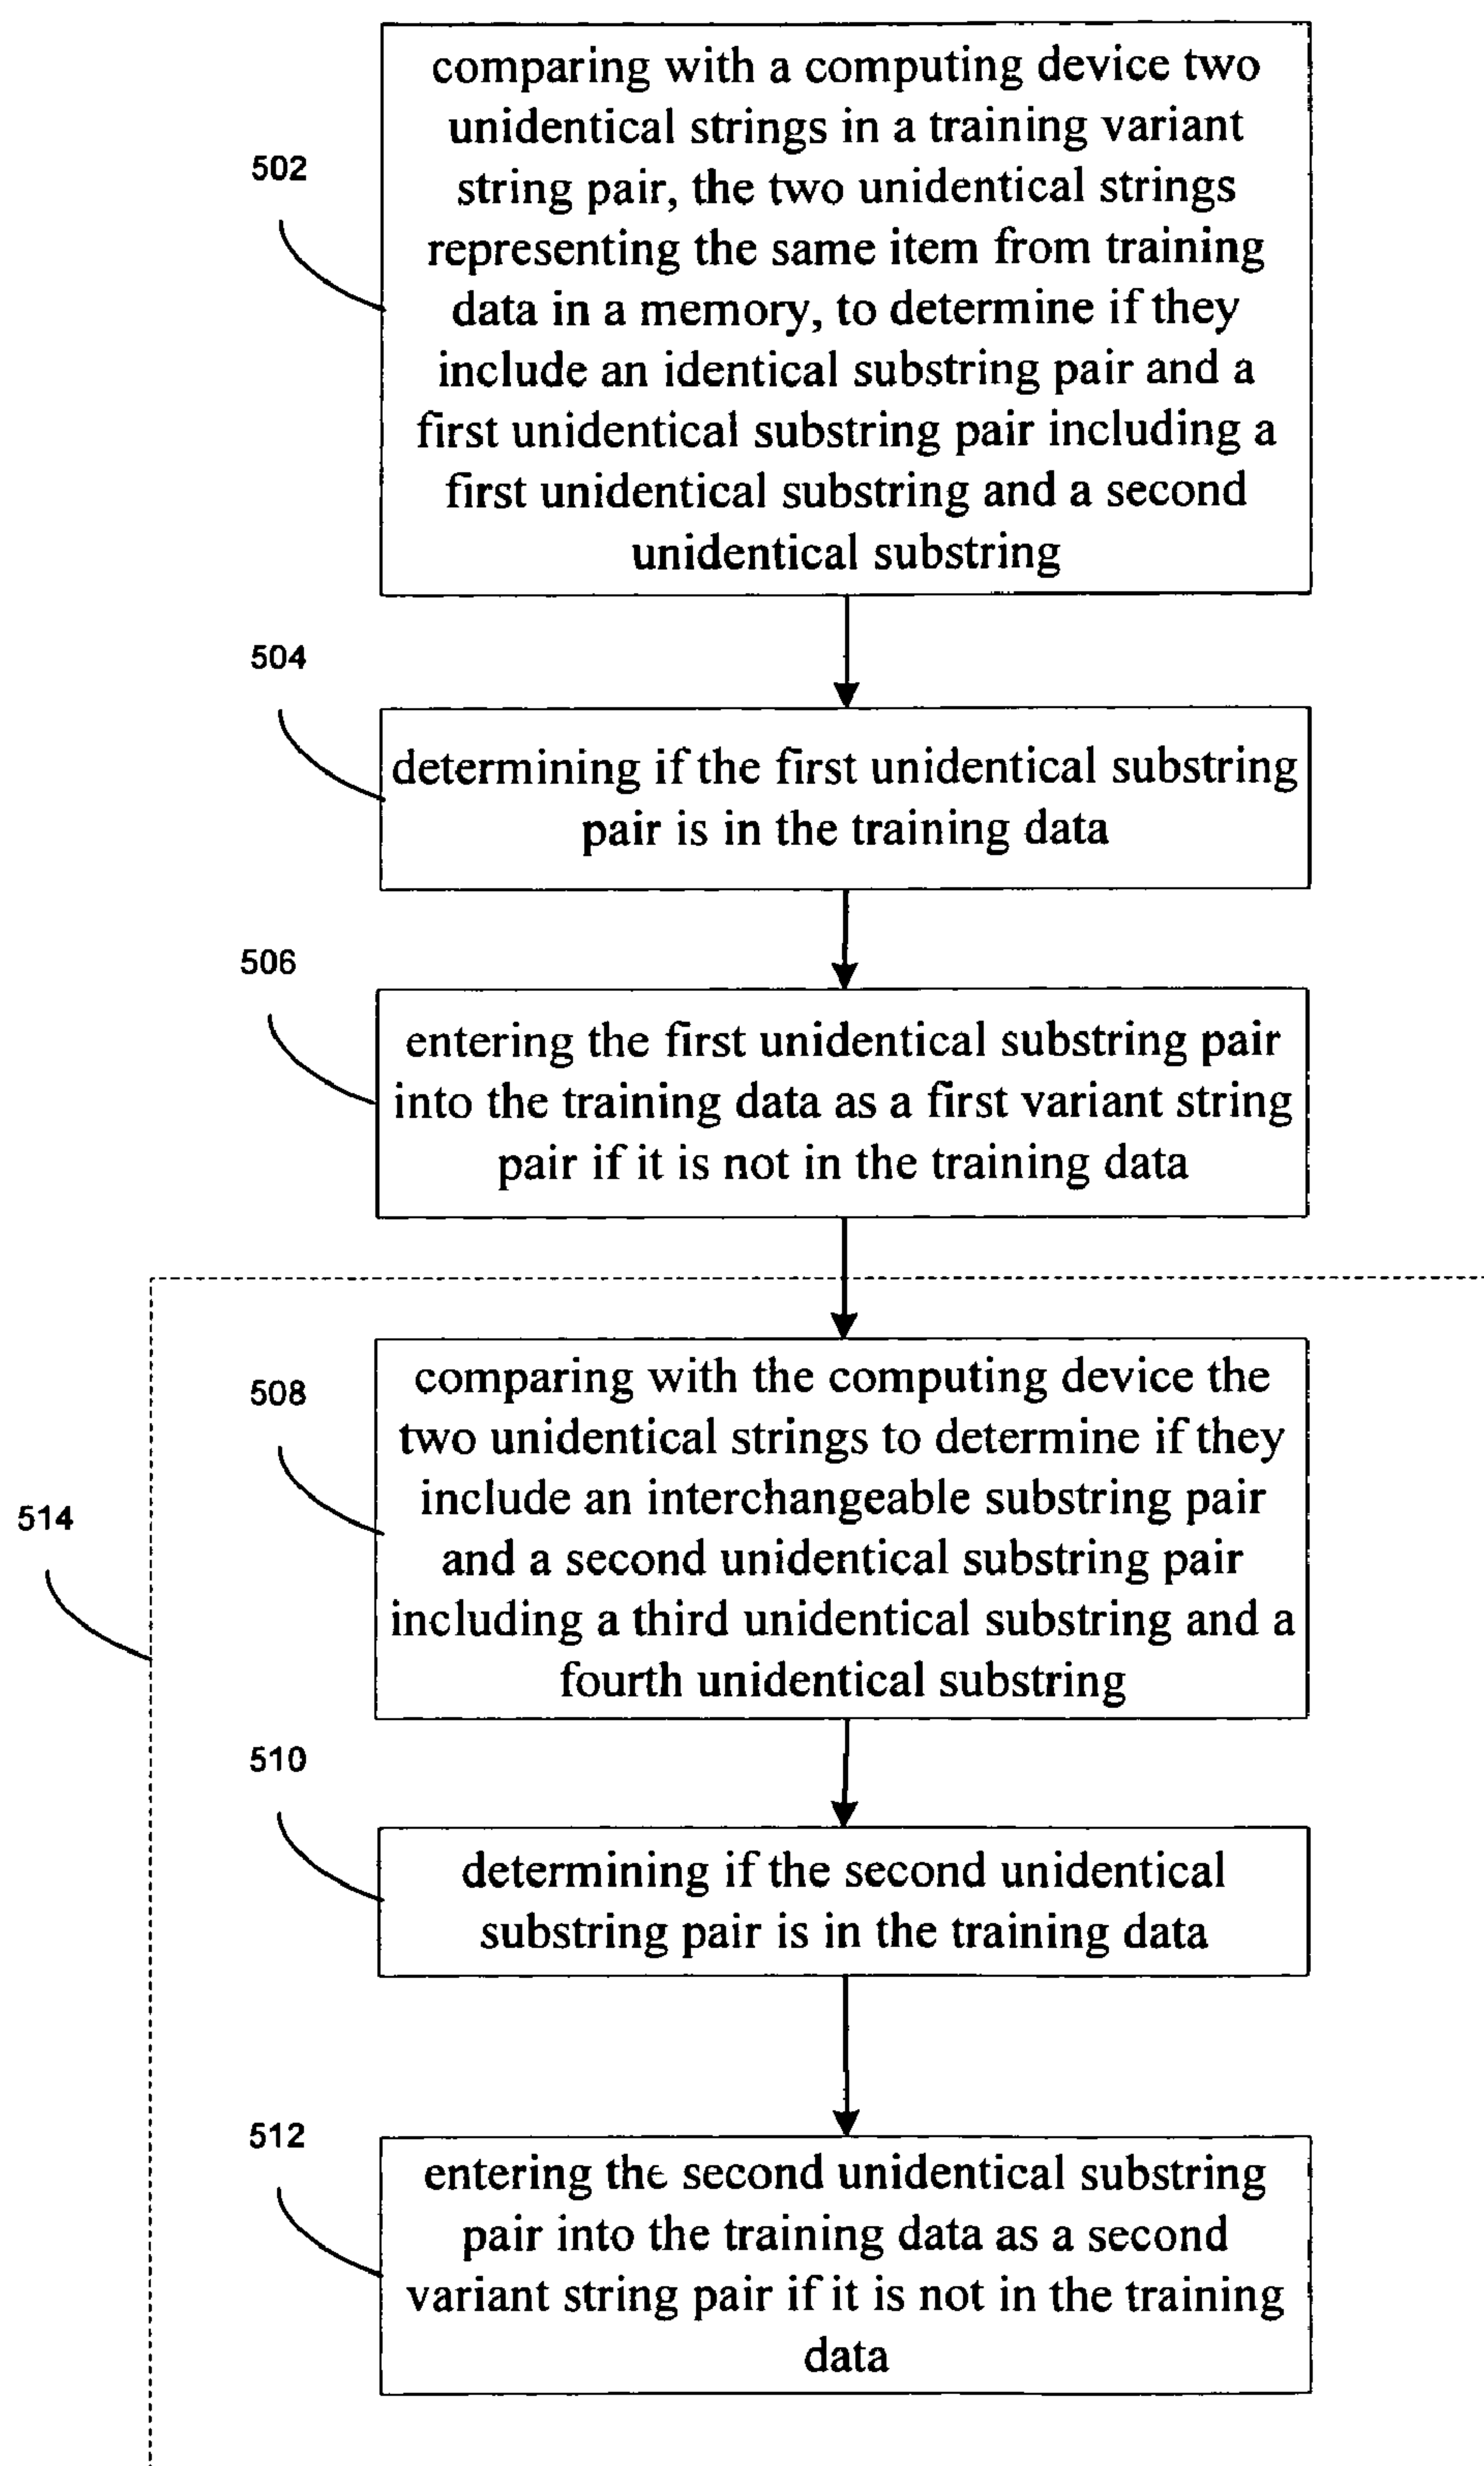 comparing with a computing device two
unidentical strings in a training variant
502
string pair, the two unidentical strings
representing the same item from training
data in a memory, to determine if they
include an identical substring pair and a
first unidentical substring pair including a
first unidentical substring and a second
unidentical substring
504
determining if the first unidentical substring
pair is in the training data
506
entering the first unidentical substring pair
into the training data as a first variant string
pair if it is not in the training data
508
comparing with the computing device the
two unidentical strings to determine if they
include an interchangeable substring pair
514
and a second unidentical substring pair
including a third unidentical substring and a
fourth unidentical substring
510
determining if the second unidentical
substring pair is in the training data
512
entering the second unidentical substring
pair into the training data as a second
variant string pair if it is not in the training
data